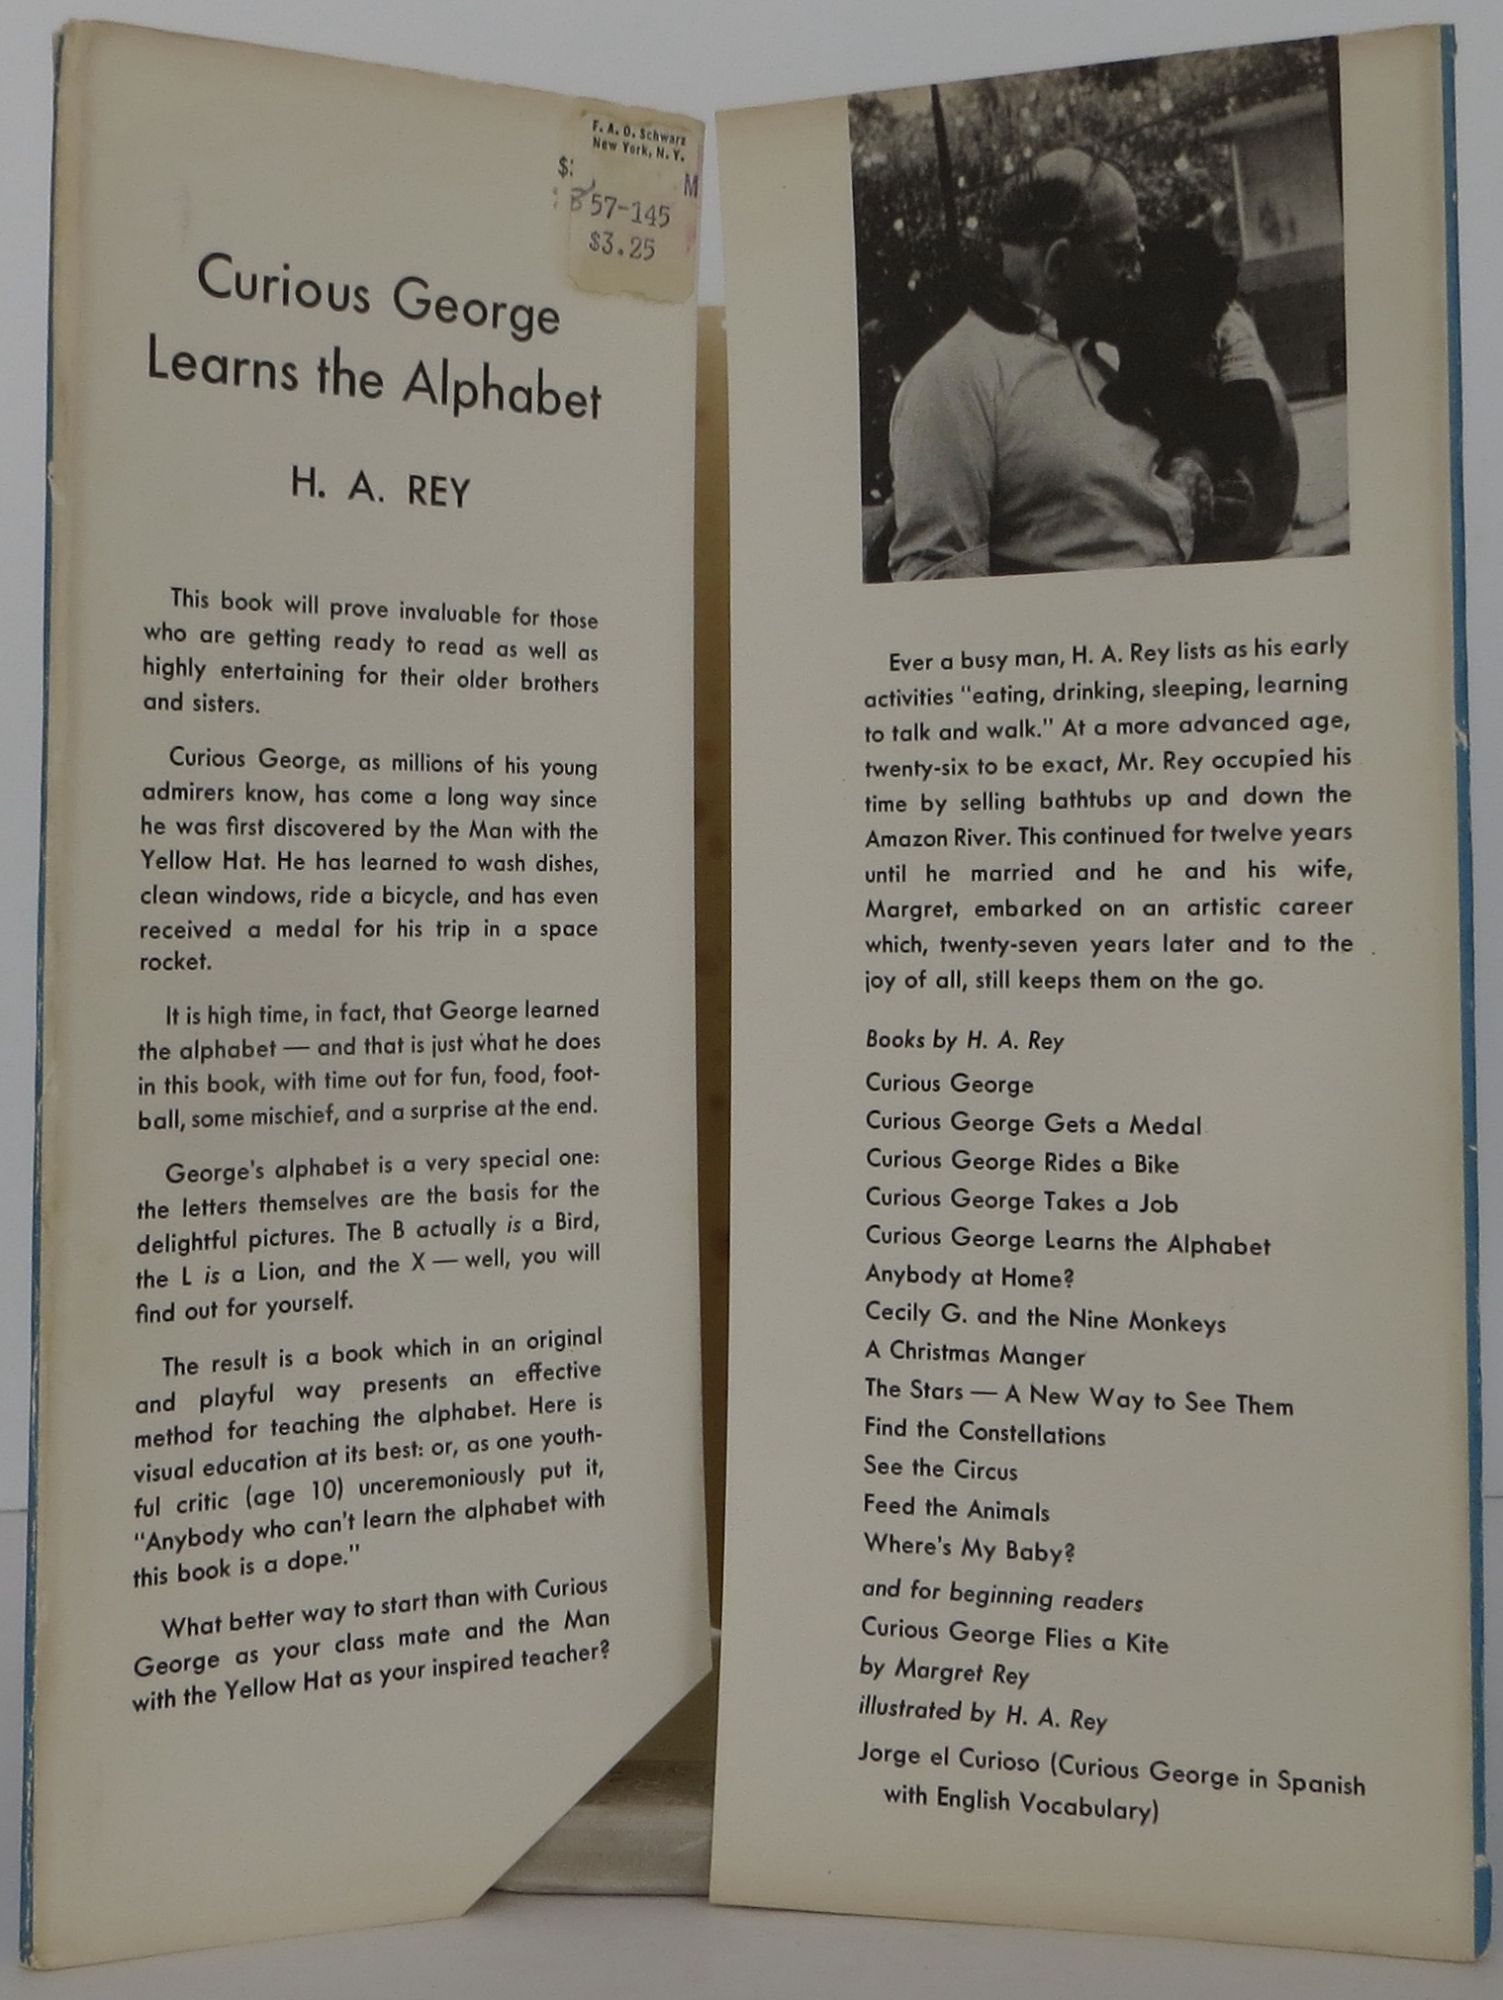 F. A. O. Schwarz
New York, N. Y.
$:
M
57-145
$3.25
Curious George
Learns the Alphabet
H. A. REY
This book will prove invaluable for those
who are getting ready to read as well as
highly entertaining for their older brothers
and sisters.
Curious George, as millions of his young
admirers know, has come a long way since
he was first discovered by the Man with the
Yellow Hat. He has learned to wash dishes,
clean windows, ride a bicycle, and has even
received a medal for his trip in a space
rocket.
It is high time, in fact, that George learned
the alphabet — and that is just what he does
in this book, with time out for fun, food, foot-
ball, some mischief, and a surprise at the end.
George's alphabet is a very special one:
the letters themselves are the basis for the
delightful pictures. The B actually is a Bird,
the L is a Lion, and the X — well, you will
find out for yourself.
The result is a book which in an original
and playful way presents an effective
method for teaching the alphabet. Here is
visual education at its best: or, as one youth-
ful critic (age 10) unceremoniously put it,
"Anybody who can't learn the alphabet with
this book is a dope."
What better way to start than with Curious
George as your class mate and the Man
with the Yellow Hat as your inspired teacher?
Ever a busy man, H. A. Rey lists as his early
activities "eating, drinking, sleeping, learning
to talk and walk." At a more advanced age,
twenty-six to be exact, Mr. Rey occupied his
time by selling bathtubs up and down the
Amazon River. This continued for twelve years
until he married and he and his wife,
Margret, embarked on an artistic career
which, twenty-seven years later and to the
joy of all, still keeps them on the go.
Books by H. A. Rey
Curious George
Curious George Gets a Medal
Curious George Rides a Bike
Curious George Takes a Job
Curious George Learns the Alphabet
Anybody at Home?
Cecily G. and the Nine Monkeys
A Christmas Manger
The Stars — A New Way to See Them
Find the Constellations
See the Circus
Feed the Animals
Where's My Baby?
and for beginning readers
Curious George Flies a Kite
by Margret Rey
illustrated by H. A. Rey
Jorge el Curioso (Curious George in Spanish
with English Vocabulary)